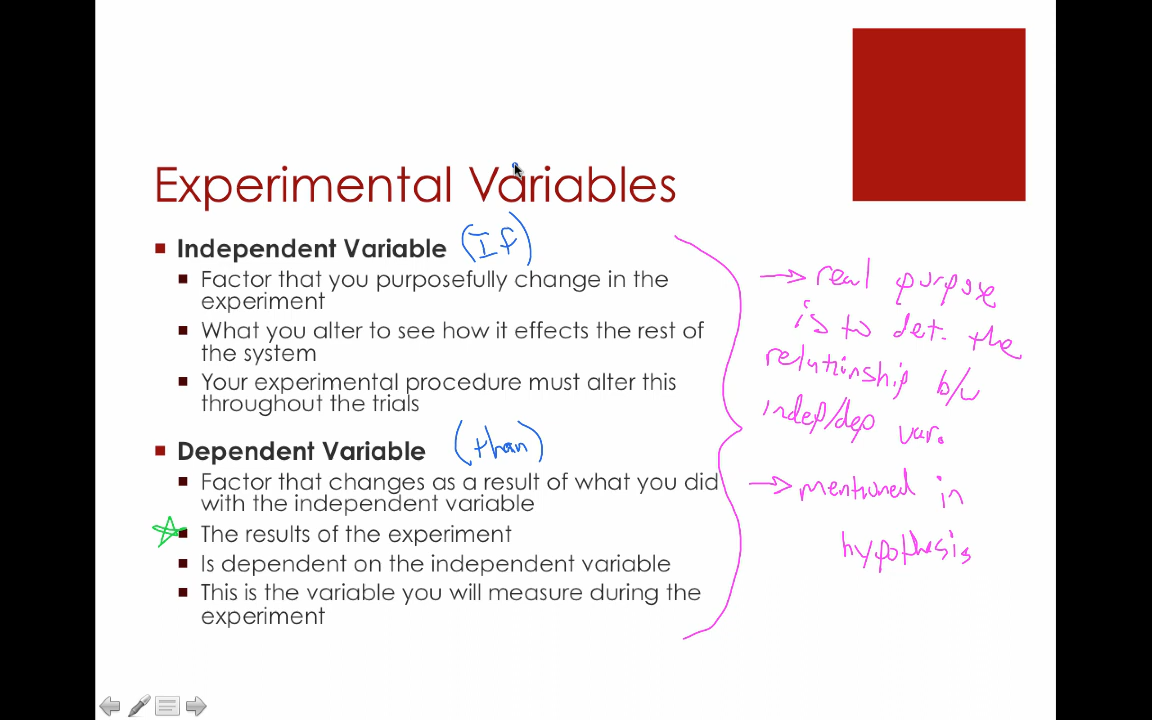 Experimental Variables
Independent Variable (If)
Factor that you purposefully change in the
experiment
What you alter to see how it effects the rest of
the system
Your experimental procedure must alter this
throughout the trials
Dependent Variable (than)
Factor that changes as a result of what you did
with the independent variable
The results of the experiment
Is dependent on the independent variable
This is the variable you will measure during the
experiment
→ real purpose
is to det. the
relationship b/w
indep/dep var.
→ mentioned in
hypothesis